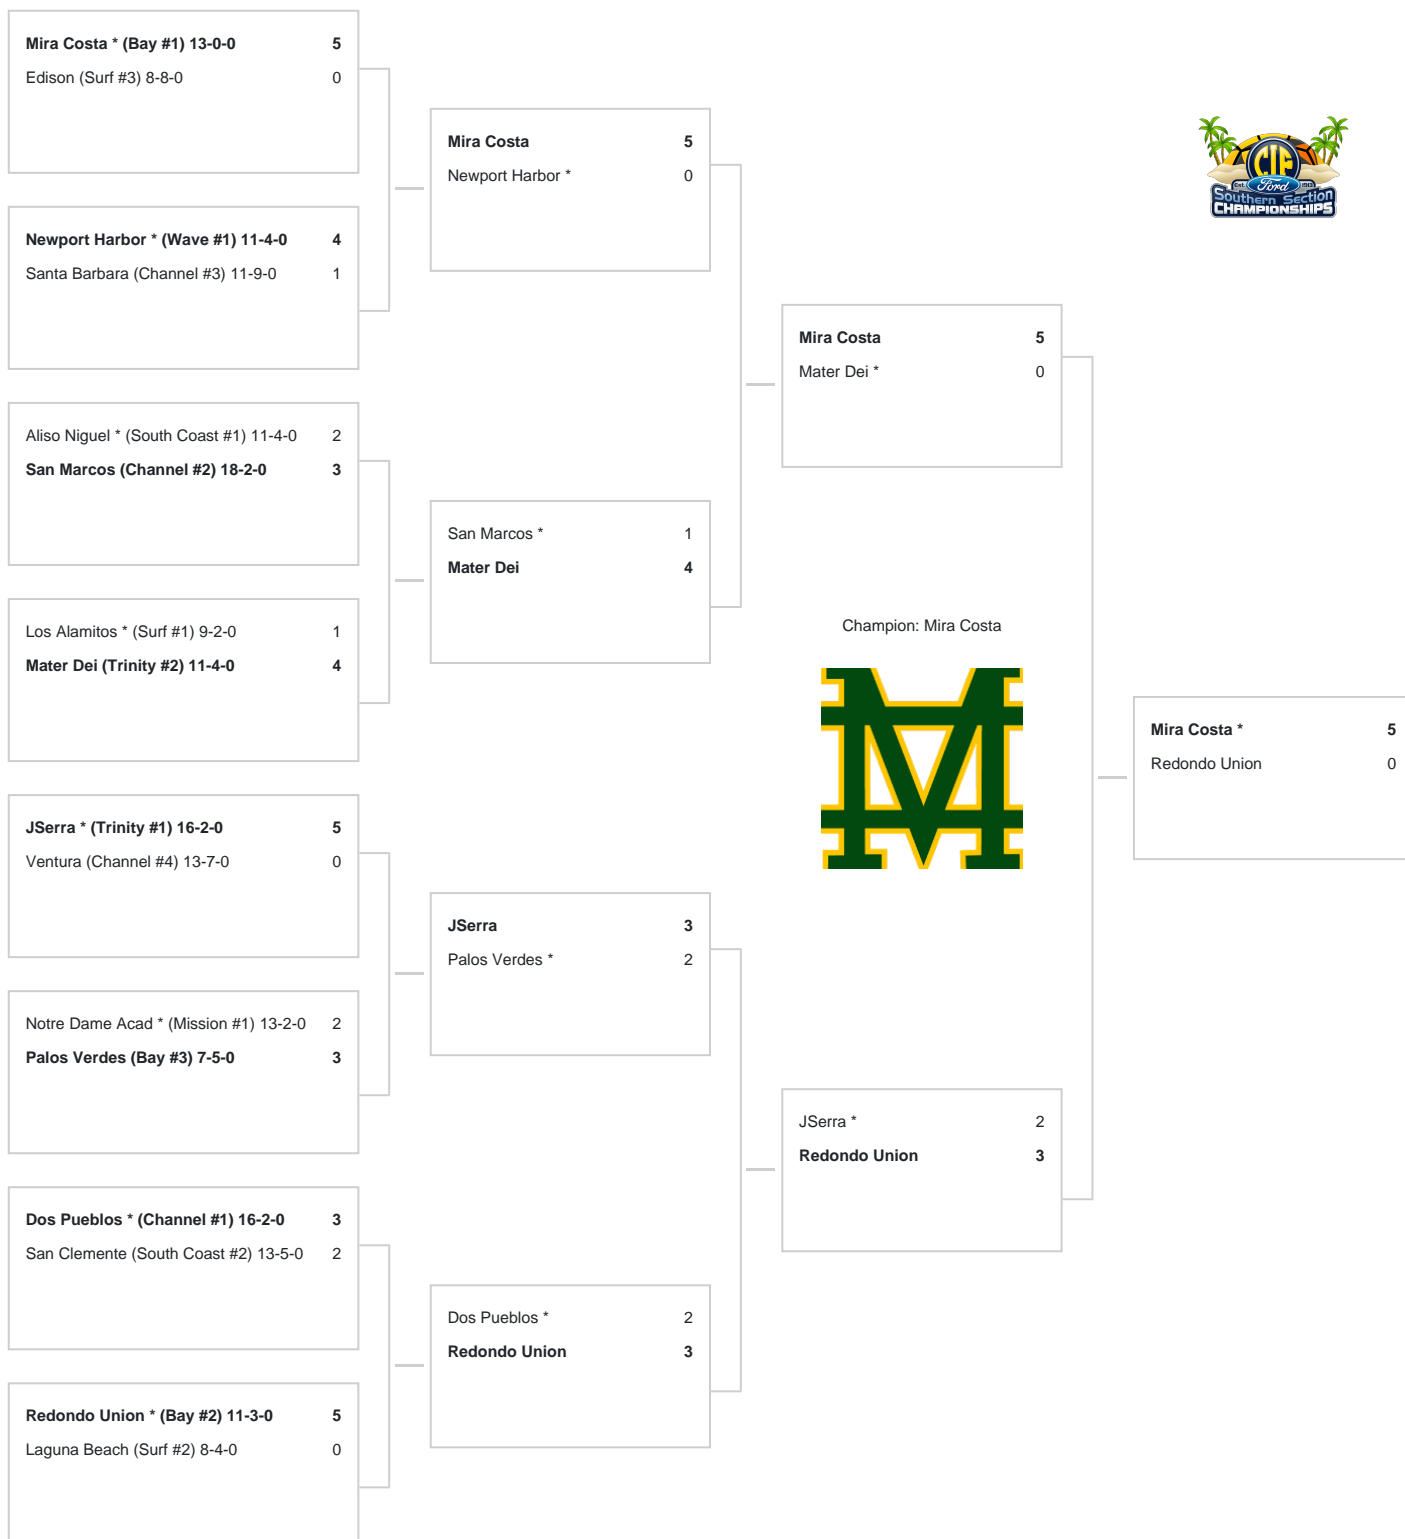 Mira Costa * (Bay #1) 13-0-0 5
Edison (Surf #3) 8-8-0 0
Newport Harbor * (Wave #1) 11-4-0 4
Santa Barbara (Channel #3) 11-9-0 1
Aliso Niguel * (South Coast #1) 11-4-0 2
San Marcos (Channel #2) 18-2-0 3
Los Alamitos * (Surf #1) 9-2-0 1
Mater Dei (Trinity #2) 11-4-0 4
JSerra * (Trinity #1) 16-2-0 5
Ventura (Channel #4) 13-7-0 0
Notre Dame Acad * (Mission #1) 13-2-0 2
Palos Verdes (Bay #3) 7-5-0 3
Dos Pueblos * (Channel #1) 16-2-0 3
San Clemente (South Coast #2) 13-5-0 2
Redondo Union * (Bay #2) 11-3-0 5
Laguna Beach (Surf #2) 8-4-0 0
Mira Costa 5
Newport Harbor * 0
San Marcos * 1
Mater Dei 4
JSerra 3
Palos Verdes * 2
Dos Pueblos * 2
Redondo Union 3
Mira Costa 5
Mater Dei * 0
Champion: Mira Costa
M
JSerra * 2
Redondo Union 3
CIF
Est. Ford 1913
Southern Section
CHAMPIONSHIPS
Mira Costa * 5
Redondo Union 0